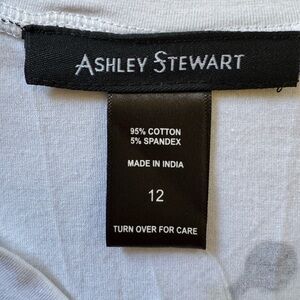 ASHLEY STEWART
95% COTTON
5% SPANDEX
MADE IN INDIA
12
TURN OVER FOR CARE